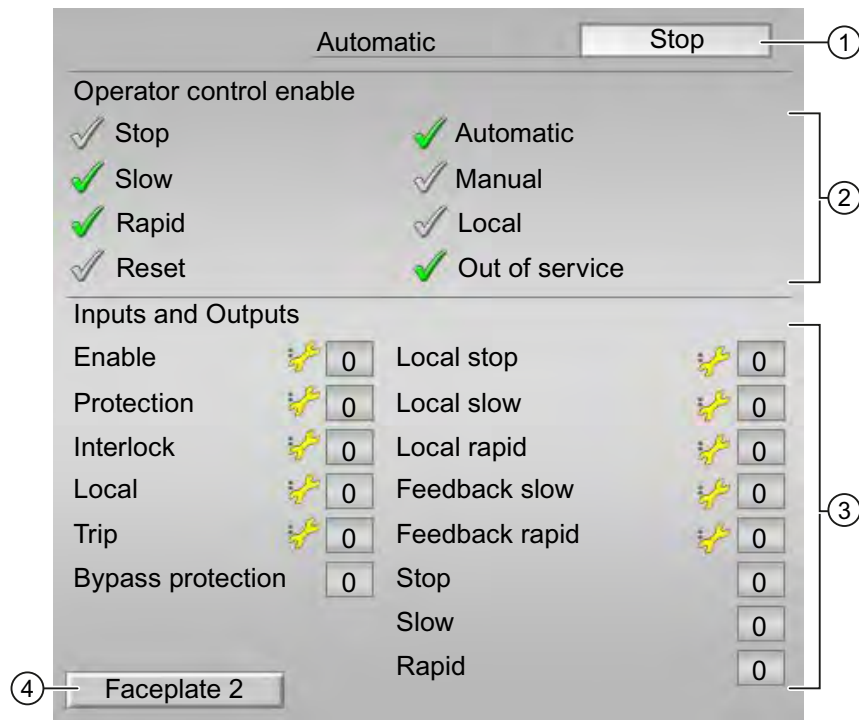 Automatic Stop 1
Operator control enable
Stop Automatic
Slow Manual
2
Rapid Local
Reset Out of service
Inputs and Outputs
Enable 0 Local stop 0
Protection 0 Local slow 0
Interlock 0 Local rapid 0
Local 0 Feedback slow 0
3
Trip 0 Feedback rapid 0
Bypass protection 0 Stop 0
Slow 0
Rapid 0
4 Faceplate 2